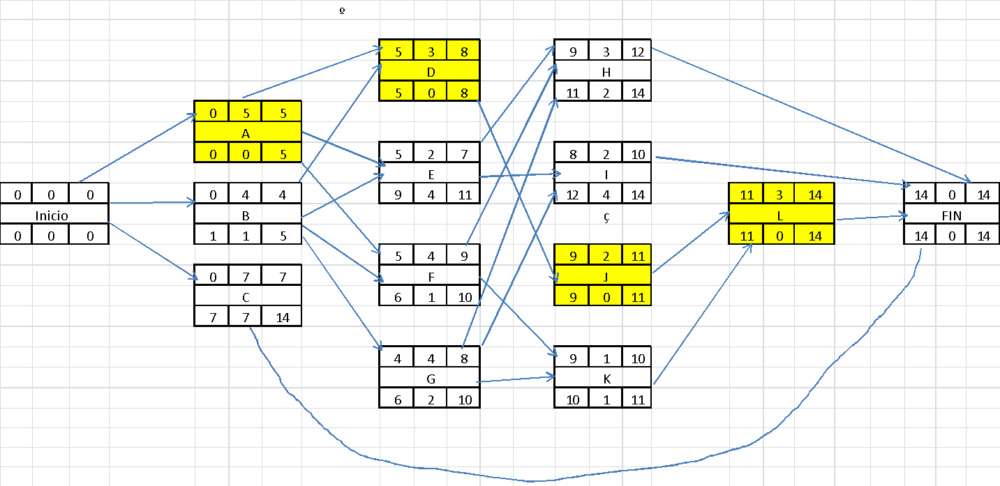 º
5 3 8
D
5 0 8
9 3 12
H
11 2 14
0 5 5
A
0 0 5
5 2 7
E
9 4 11
8 2 10
I
12 4 14
ç
0 0 0
Inicio
0 0 0
0 4 4
B
1 1 5
11 3 14
L
11 0 14
14 0 14
FIN
14 0 14
0 7 7
C
7 7 14
5 4 9
F
6 1 10
9 2 11
J
9 0 11
4 4 8
G
6 2 10
9 1 10
K
10 1 11